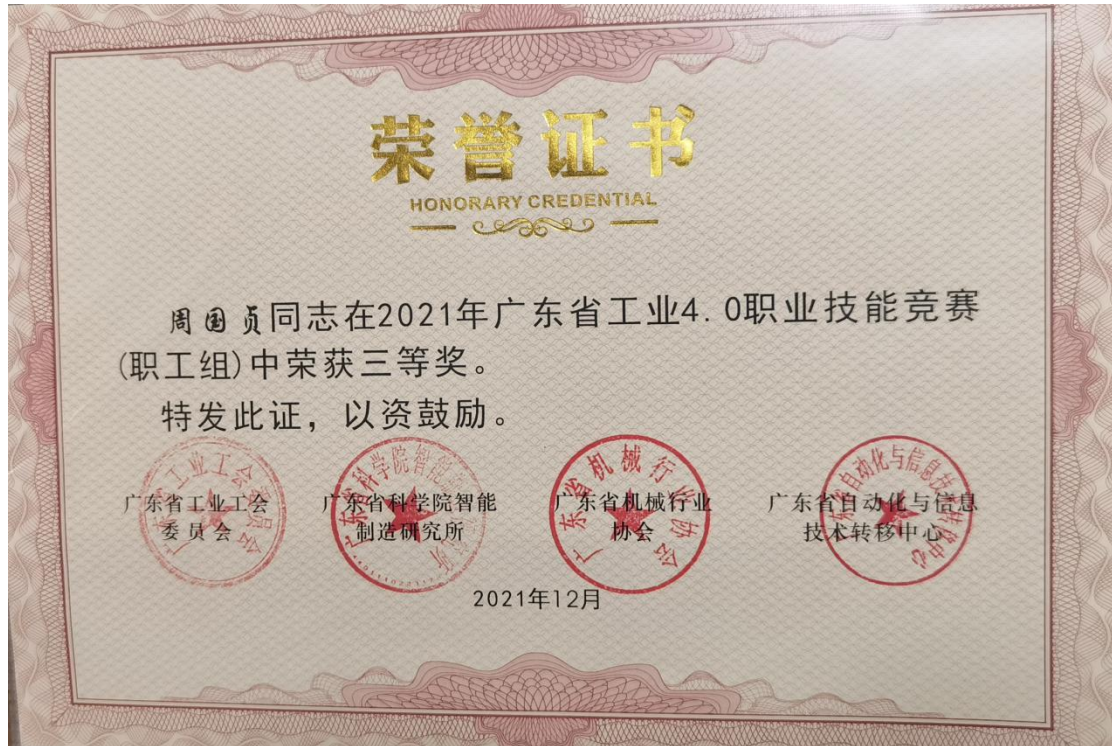 荣誉证书
HONORARY CREDENTIAL
周国贞同志在2021年广东省工业4.0职业技能竞赛
(职工组)中荣获三等奖。
特发此证，以资鼓励。
广东省工业工会
委员会
广东省科学院智能
制造研究所
广东省机械行业
协会
广东省自动化与信息
技术转移中心
2021年12月